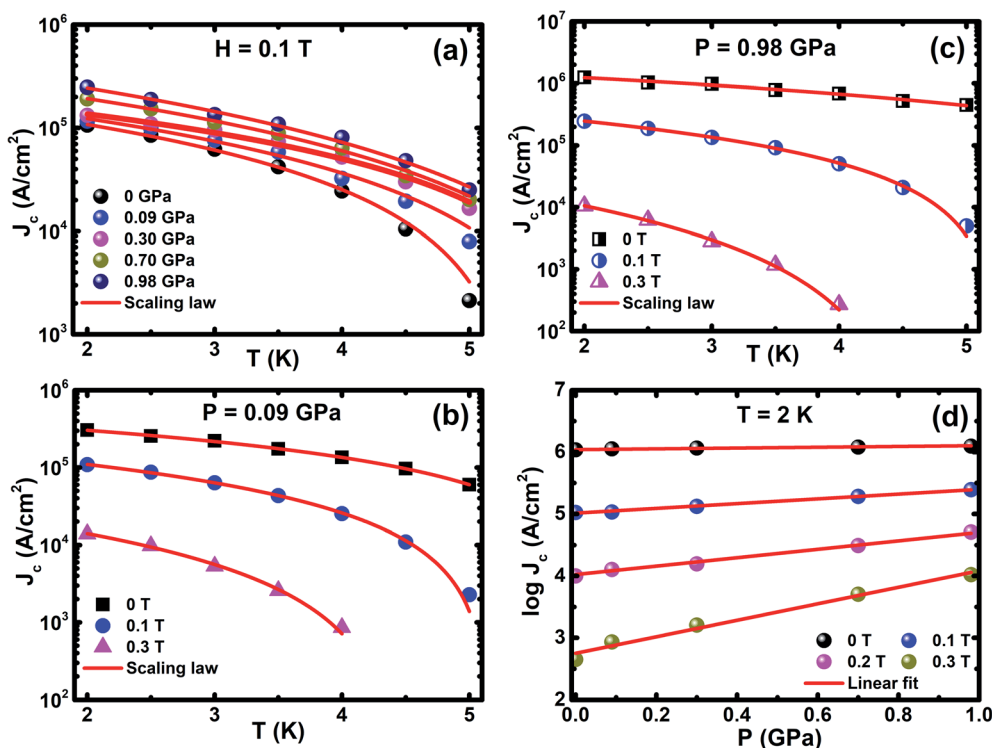 H = 0.1 T
(a)
10⁶
10⁵
10⁴
10³
J_c (A/cm²)
0 GPa
0.09 GPa
0.30 GPa
0.70 GPa
0.98 GPa
Scaling law
2 3 4 5
T (K)
P = 0.98 GPa
(c)
10⁷
10⁶
10⁵
10⁴
10³
10²
J_c (A/cm²)
0 T
0.1 T
0.3 T
Scaling law
2 3 4 5
T (K)
P = 0.09 GPa
(b)
10⁶
10⁵
10⁴
10³
10²
J_c (A/cm²)
0 T
0.1 T
0.3 T
Scaling law
2 3 4 5
T (K)
T = 2 K
(d)
7
6
5
4
3
2
log J_c (A/cm²)
0 T 0.1 T
0.2 T 0.3 T
Linear fit
0.0 0.2 0.4 0.6 0.8 1.0
P (GPa)